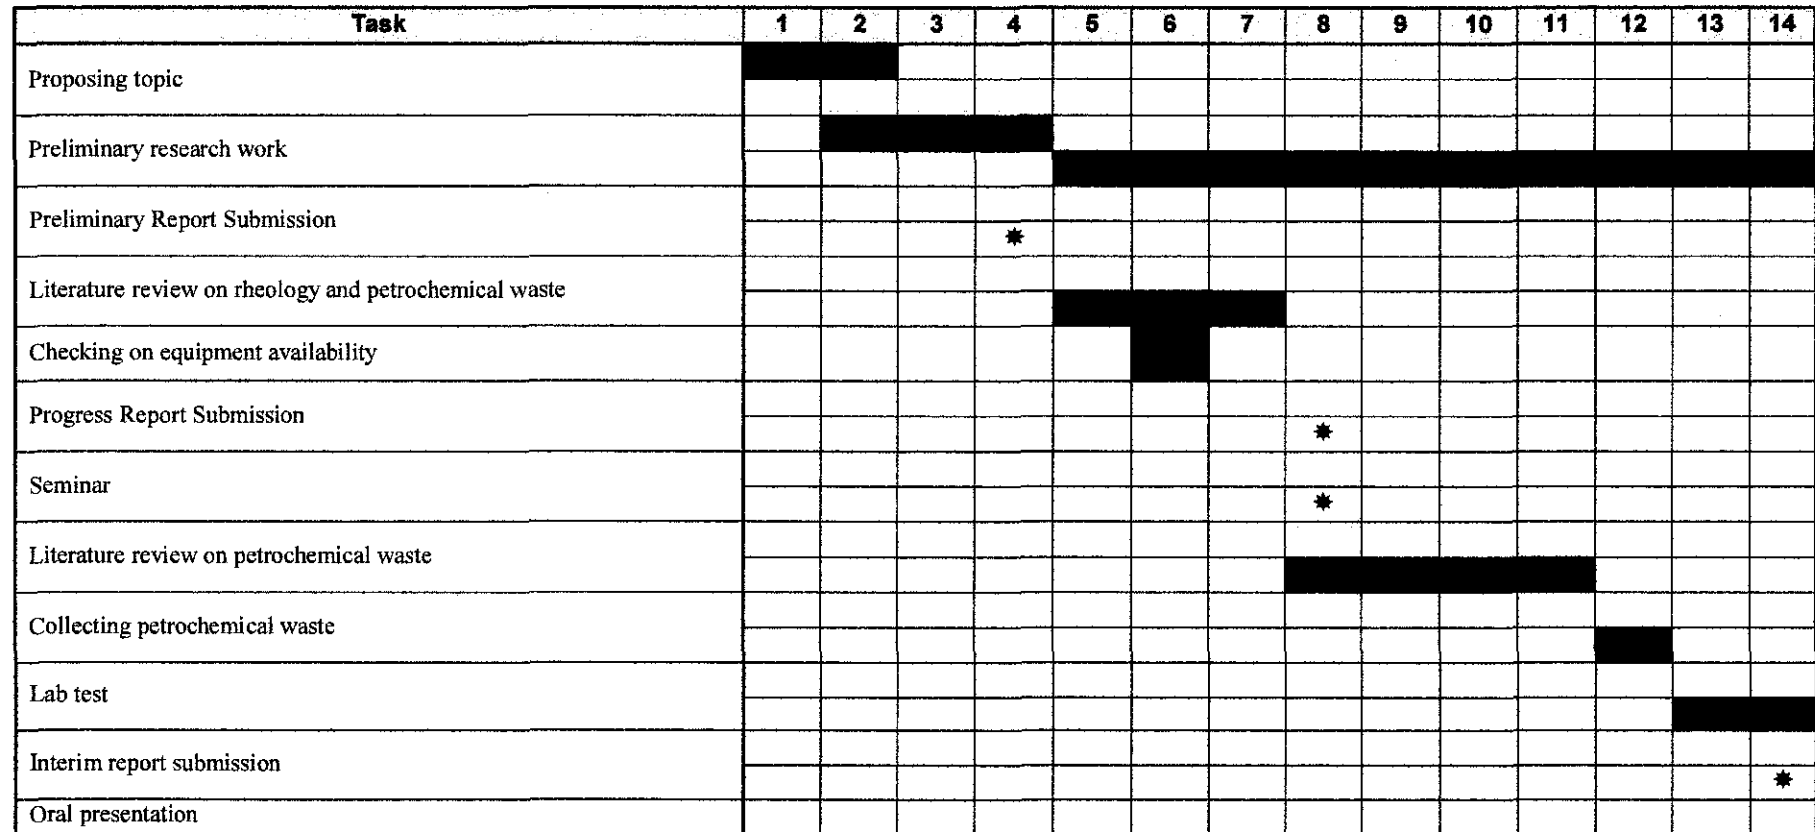 Task 1 2 3 4 5 6 7 8 9 10 11 12 13 14
Proposing topic
Preliminary research work
Preliminary Report Submission
Literature review on rheology and petrochemical waste
Checking on equipment availability
Progress Report Submission
Seminar
Literature review on petrochemical waste
Collecting petrochemical waste
Lab test
Interim report submission
Oral presentation